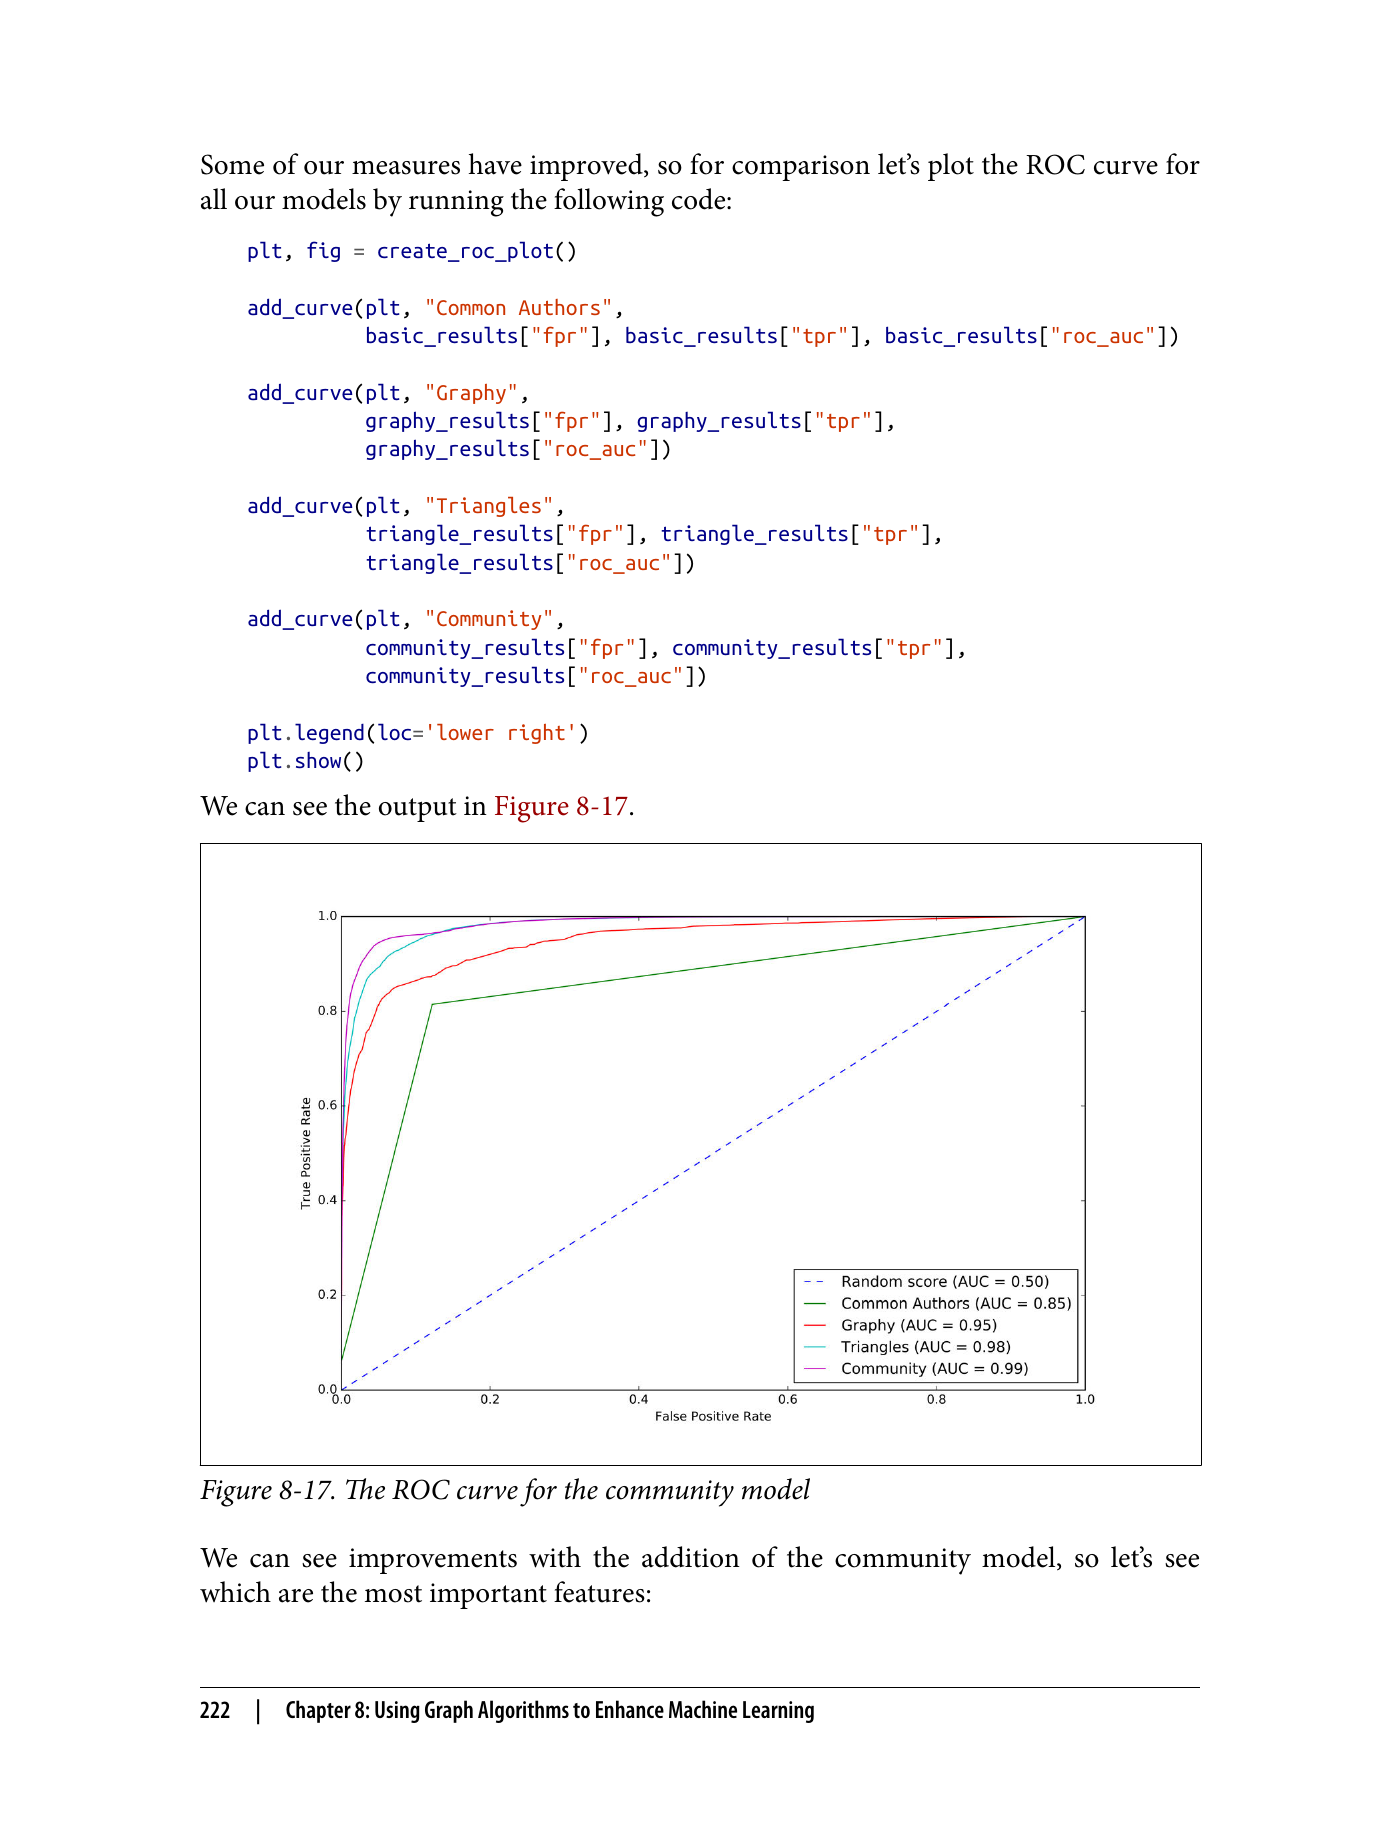 Some of our measures have improved, so for comparison let’s plot the ROC curve for
all our models by running the following code:
plt, fig = create_roc_plot()
add_curve(plt, "Common Authors",
basic_results["fpr"], basic_results["tpr"], basic_results["roc_auc"])
add_curve(plt, "Graphy",
graphy_results["fpr"], graphy_results["tpr"],
graphy_results["roc_auc"])
add_curve(plt, "Triangles",
triangle_results["fpr"], triangle_results["tpr"],
triangle_results["roc_auc"])
add_curve(plt, "Community",
community_results["fpr"], community_results["tpr"],
community_results["roc_auc"])
plt.legend(loc='lower right')
plt.show()
We can see the output in Figure 8-17.
1.0
0.8
0.6
0.4
0.2
0.0
True Positive Rate
Random score (AUC = 0.50)
Common Authors (AUC = 0.85)
Graphy (AUC = 0.95)
Triangles (AUC = 0.98)
Community (AUC = 0.99)
0.0 0.2 0.4 0.6 0.8 1.0
False Positive Rate
Figure 8-17. The ROC curve for the community model
We can see improvements with the addition of the community model, so let’s see
which are the most important features:
222 | Chapter 8: Using Graph Algorithms to Enhance Machine Learning